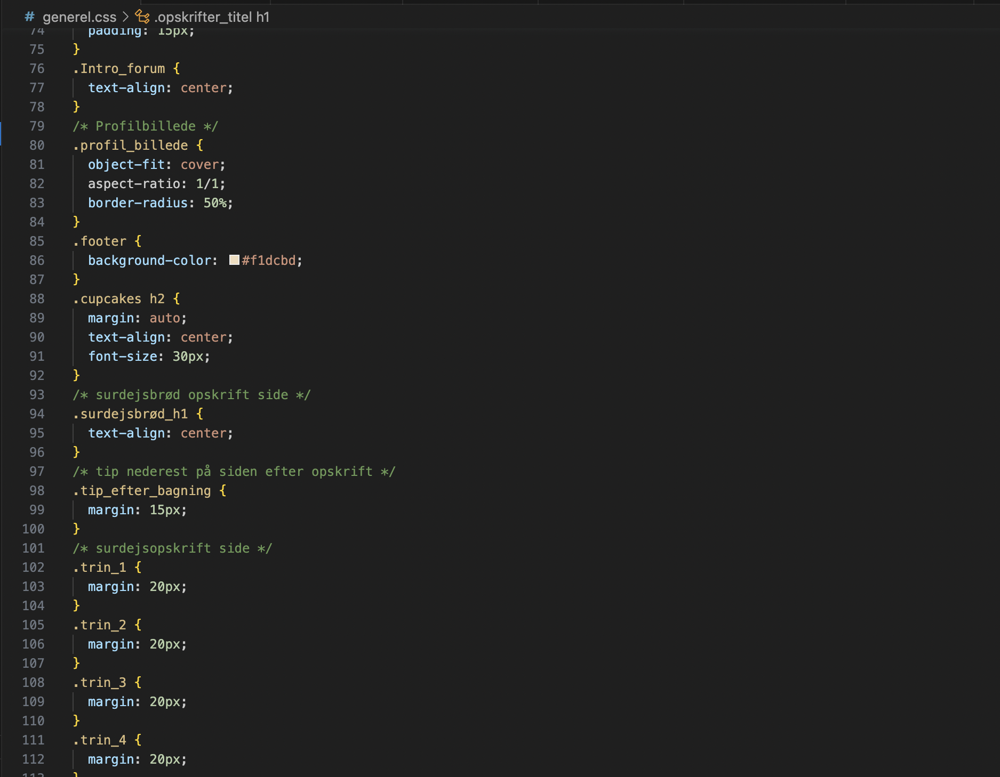 # generel.css > .opskrifter_titel h1
74 padding: 15px;
75 }
76 .Intro_forum {
77 text-align: center;
78 }
79 /* Profilbillede */
80 .profil_billede {
81 object-fit: cover;
82 aspect-ratio: 1/1;
83 border-radius: 50%;
84 }
85 .footer {
86 background-color: #f1dcbd;
87 }
88 .cupcakes h2 {
89 margin: auto;
90 text-align: center;
91 font-size: 30px;
92 }
93 /* surdejsbrød opskrift side */
94 .surdejsbrød_h1 {
95 text-align: center;
96 }
97 /* tip nederest på siden efter opskrift */
98 .tip_efter_bagning {
99 margin: 15px;
100 }
101 /* surdejsopskrift side */
102 .trin_1 {
103 margin: 20px;
104 }
105 .trin_2 {
106 margin: 20px;
107 }
108 .trin_3 {
109 margin: 20px;
110 }
111 .trin_4 {
112 margin: 20px;
113 }